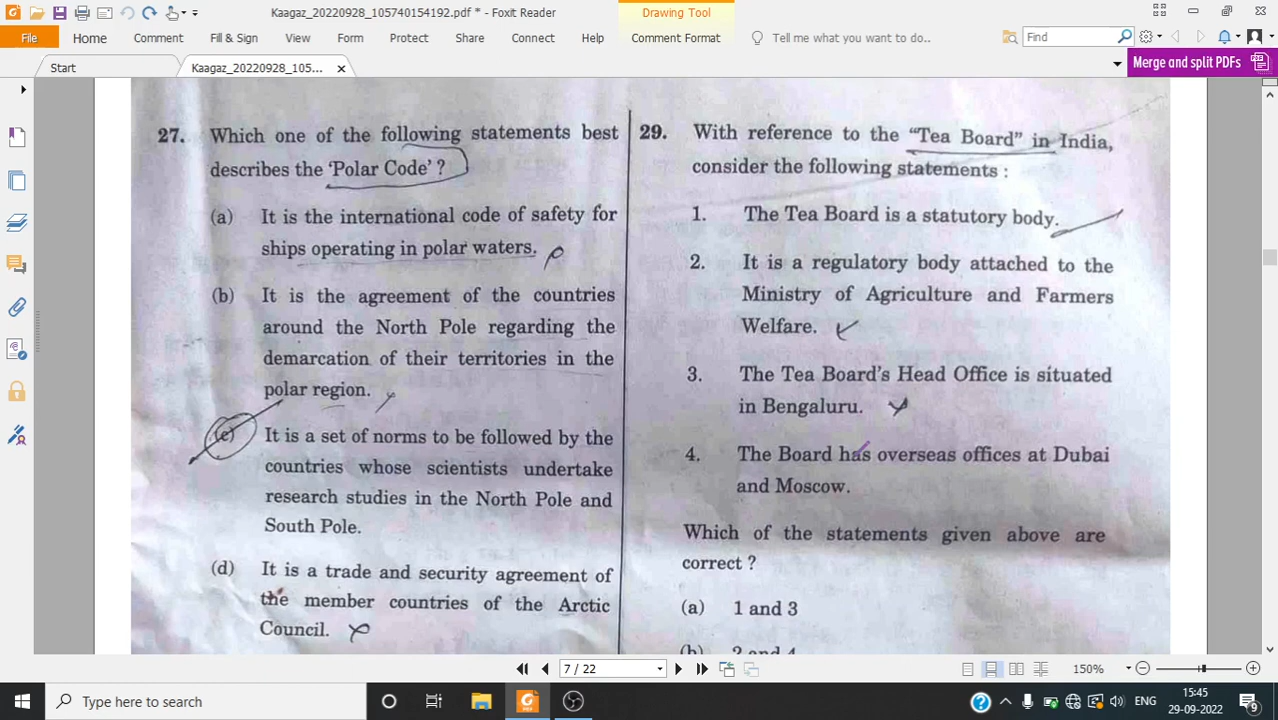 Kaagaz_20220928_105740154192.pdf * - Foxit Reader
Drawing Tool
File
Home
Comment
Fill & Sign
View
Form
Protect
Share
Connect
Help
Comment Format
Tell me what you want to do..
Find
Start
Kaagaz_20220928_105...
Merge and split PDFs
27. Which one of the following statements best
describes the 'Polar Code' ?
(a) It is the international code of safety for
ships operating in polar waters.
(b) It is the agreement of the countries
around the North Pole regarding the
demarcation of their territories in the
polar region.
(c) It is a set of norms to be followed by the
countries whose scientists undertake
research studies in the North Pole and
South Pole.
(d) It is a trade and security agreement of
the member countries of the Arctic
Council.
29. With reference to the "Tea Board" in India,
consider the following statements :
1. The Tea Board is a statutory body.
2. It is a regulatory body attached to the
Ministry of Agriculture and Farmers
Welfare.
3. The Tea Board's Head Office is situated
in Bengaluru.
4. The Board has overseas offices at Dubai
and Moscow.
Which of the statements given above are
correct ?
(a) 1 and 3
(b) 2 and 4
7 / 22
150%
Type here to search
ENG
15:45
29-09-2022
9